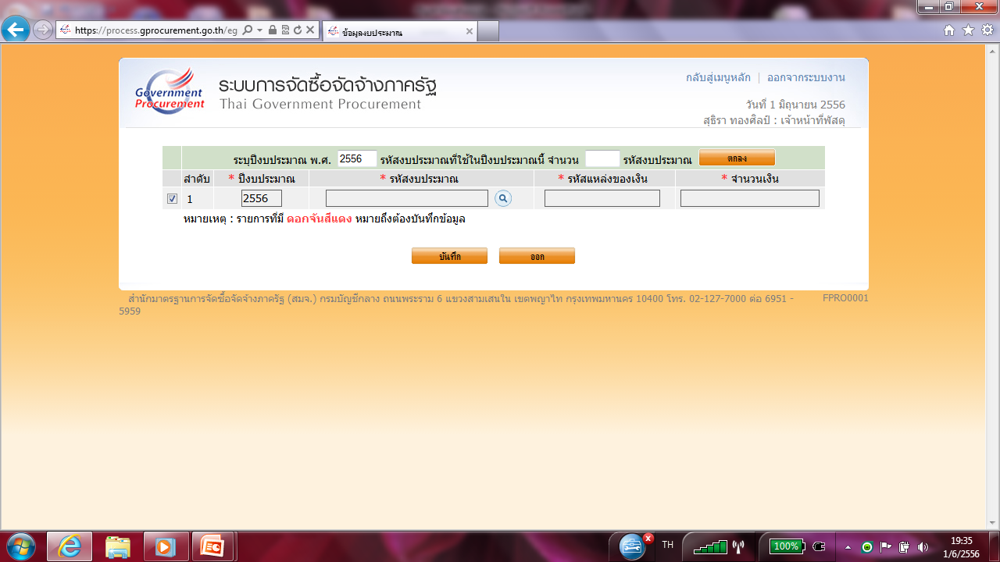 https://process.gprocurement.go.th/eg
ข้อมูลงบประมาณ
Government
Procurement
ระบบการจัดซื้อจัดจ้างภาครัฐ
Thai Government Procurement
กลับสู่เมนูหลัก | ออกจากระบบงาน
วันที่ 1 มิถุนายน 2556
สุธิรา ทองศิลป์ : เจ้าหน้าที่พัสดุ
ระบุปีงบประมาณ พ.ศ. 2556 รหัสงบประมาณที่ใช้ในปีงบประมาณนี้ จำนวน รหัสงบประมาณ ตกลง
ลำดับ * ปีงบประมาณ * รหัสงบประมาณ * รหัสแหล่งของเงิน * จำนวนเงิน
1 2556
หมายเหตุ : รายการที่มี ดอกจันสีแดง หมายถึงต้องบันทึกข้อมูล
บันทึก ออก
สำนักมาตรฐานการจัดซื้อจัดจ้างภาครัฐ (สมจ.) กรมบัญชีกลาง ถนนพระราม 6 แขวงสามเสนใน เขตพญาไท กรุงเทพมหานคร 10400 โทร. 02-127-7000 ต่อ 6951 - FPRO0001
5959
TH
100%
19:35
1/6/2556